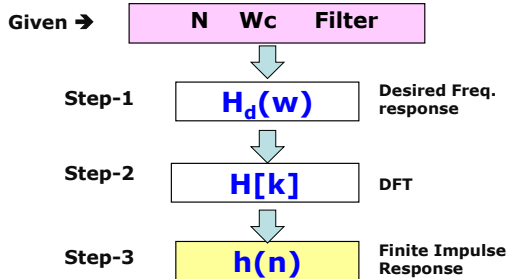 Given ➔ N Wc Filter
Step-1 Hd(w) Desired Freq.
response
Step-2 H[k] DFT
Step-3 h(n) Finite Impulse
Response